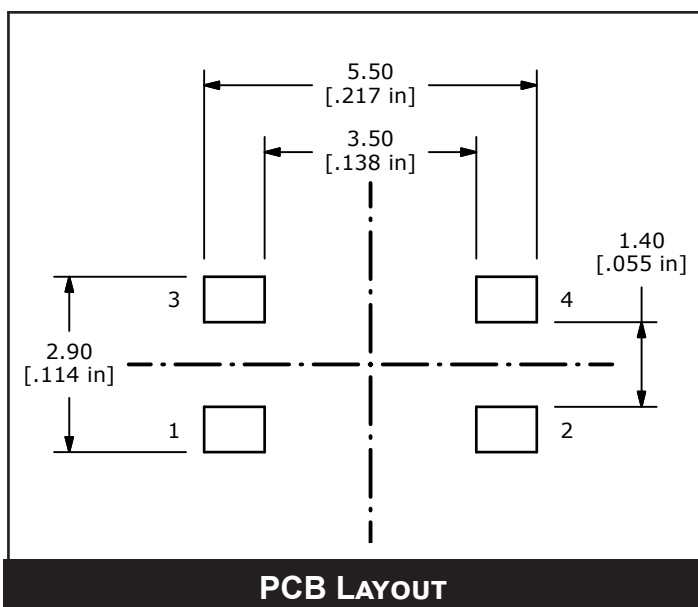 5.50
[.217 in]
3.50
[.138 in]
1.40
[.055 in]
3
4
2.90
[.114 in]
1
2
PCB LAYOUT